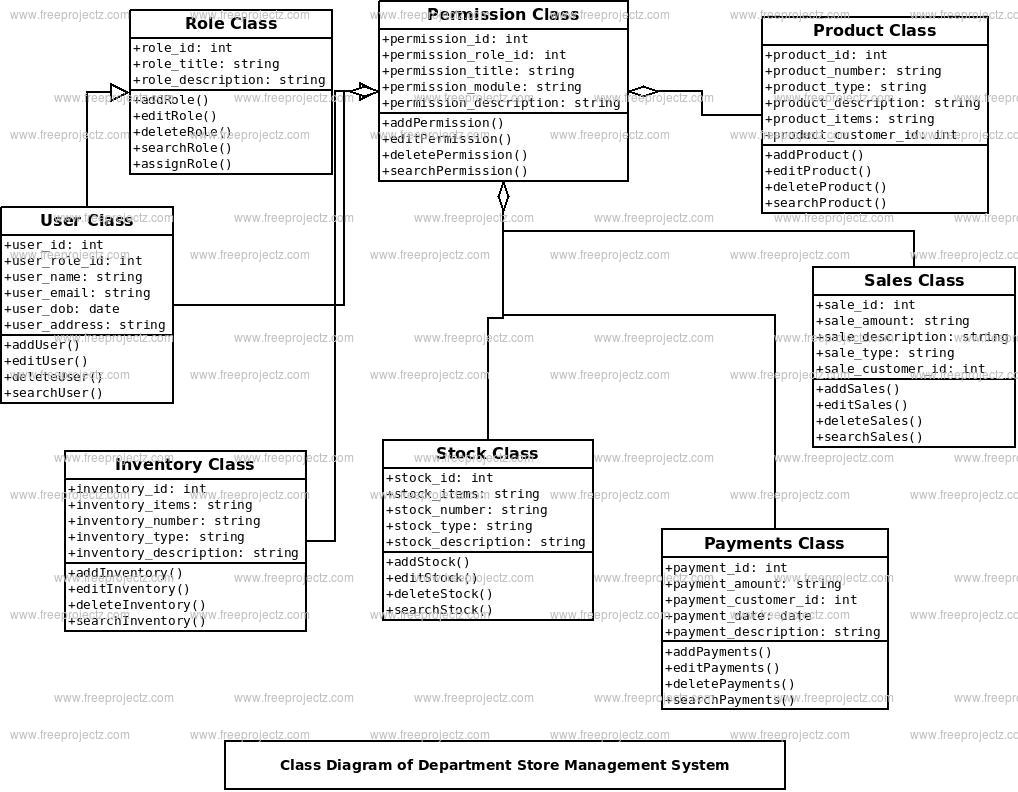 Role Class
+role_id: int
+role_title: string
+role_description: string
+addRole()
+editRole()
+deleteRole()
+searchRole()
+assignRole()
Permission Class
+permission_id: int
+permission_role_id: int
+permission_title: string
+permission_module: string
+permission_description: string
+addPermission()
+editPermission()
+deletePermission()
+searchPermission()
Product Class
+product_id: int
+product_number: string
+product_type: string
+product_description: string
+product_items: string
+product_customer_id: int
+addProduct()
+editProduct()
+deleteProduct()
+searchProduct()
User Class
+user_id: int
+user_role_id: int
+user_name: string
+user_email: string
+user_dob: date
+user_address: string
+addUser()
+editUser()
+deleteUser()
+searchUser()
Sales Class
+sale_id: int
+sale_amount: string
+sale_description: string
+sale_type: string
+sale_customer_id: int
+addSales()
+editSales()
+deleteSales()
+searchSales()
Inventory Class
+inventory_id: int
+inventory_items: string
+inventory_number: string
+inventory_type: string
+inventory_description: string
+addInventory()
+editInventory()
+deleteInventory()
+searchInventory()
Stock Class
+stock_id: int
+stock_items: string
+stock_number: string
+stock_type: string
+stock_description: string
+addStock()
+editStock()
+deleteStock()
+searchStock()
Payments Class
+payment_id: int
+payment_amount: string
+payment_customer_id: int
+payment_date: date
+payment_description: string
+addPayments()
+editPayments()
+deletePayments()
+searchPayments()
Class Diagram of Department Store Management System
www.freeprojectz.com